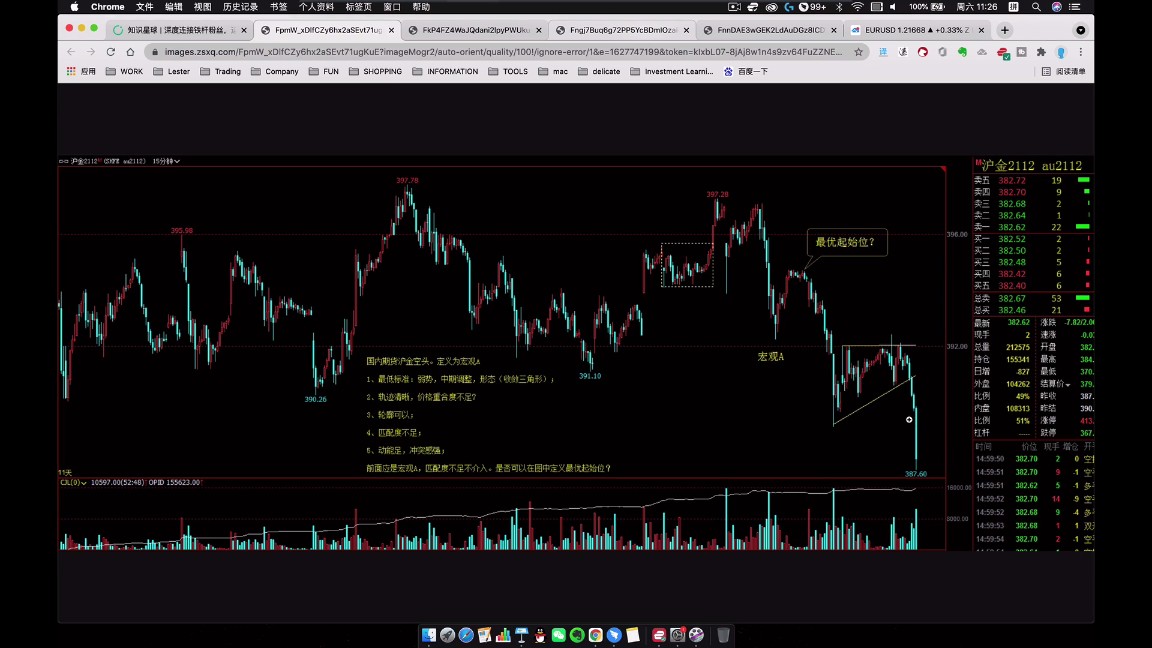 Chrome 文件 编辑 视图 历史记录 书签 个人资料 标签页 窗口 帮助 99+ 100% 周六 11:26
知识星球 | 深度连接铁杆粉丝，
FpmW_xDIfCZy6hx2aSEvt71ug
FkP4FZ4WaJQdani2IpyPWUku
Fngj7Buq6g72PP5YcBDmlOzal
FnnDAE3wGEK2LdAuDGz8ICD
EURUSD 1.21668 ▲ +0.33% Z
images.zsxq.com/FpmW_xDIfCZy6hx2aSEvt71ugKuE?imageMogr2/auto-orient/quality/100!/ignore-error/1&e=1627747199&token=kIxbL07-8jAj8w1n4s9zv64FuZZNE...
应用 WORK Lester Trading Company FUN SHOPPING INFORMATION TOOLS mac delicate Investment Learni... 百度一下 阅读清单
沪金2112 (SHFE au2112) 15分钟
沪金2112 au2112
397.78
397.28
395.98
396.00
最优起始位？
392.00
宏观A
391.10
390.26
387.60
国内期货沪金空头。定义为宏观A
1、最低标准：弱势，中期调整，形态（收敛三角形）；
2、轨迹清晰，价格重合度不足？
3、轮廓可以；
4、匹配度不足；
5、动能足，冲突感强；
前面应是宏观A，匹配度不足不介入。是否可以在图中定义最优起始位？
11天
CJL(0) 10597.00(52:48)↑ OPID 155623.00↑
16000.00
8000.00
卖五 382.72 19
卖四 382.70 9
卖三 382.68 2
卖二 382.64 1
卖一 382.62 22
买一 382.52 2
买二 382.50 2
买三 382.48 5
买四 382.42 6
买五 382.40 6
总卖 382.67 53
总买 382.46 21
最新 382.62 涨跌 -7.82/2.00
现手 2 速涨 -0.0
总量 212575 开盘 382.
持仓 155341 最高 384.
日增 -827 最低 370.
外盘 104262 结算价 379.
比例 49% 昨收 387.
内盘 108313 昨结 390.
比例 51% 涨停 413.
杠杆 ---- 跌停 367.
时间 价位 现手 增仓 开
14:59:50 382.70 2 0 空
14:59:51 382.70 9 -1 空
14:59:51 382.62 5 -1 多
14:59:52 382.70 14 -9 空
14:59:52 382.68 9 -4 多
14:59:53 382.68 1 1 双
14:59:54 382.70 2 -1 空